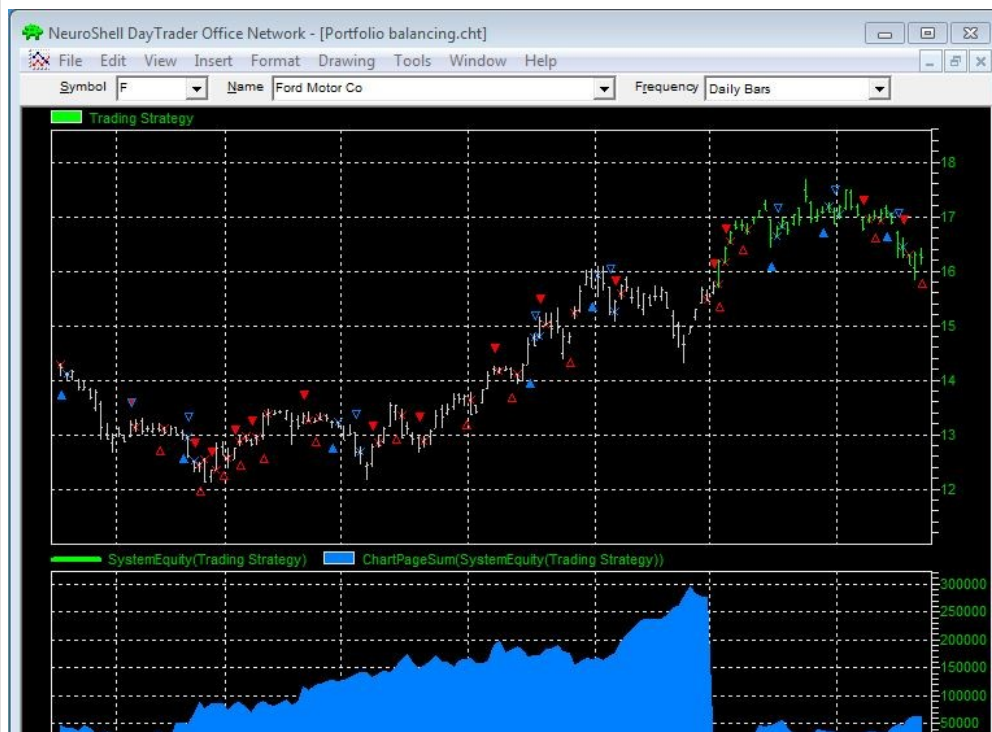 NeuroShell DayTrader Office Network - [Portfolio balancing.cht]
File Edit View Insert Format Drawing Tools Window Help
Symbol F Name Ford Motor Co Frequency Daily Bars
Trading Strategy
18
17
16
15
14
13
12
SystemEquity(Trading Strategy) ChartPageSum(SystemEquity(Trading Strategy))
300000
250000
200000
150000
100000
50000